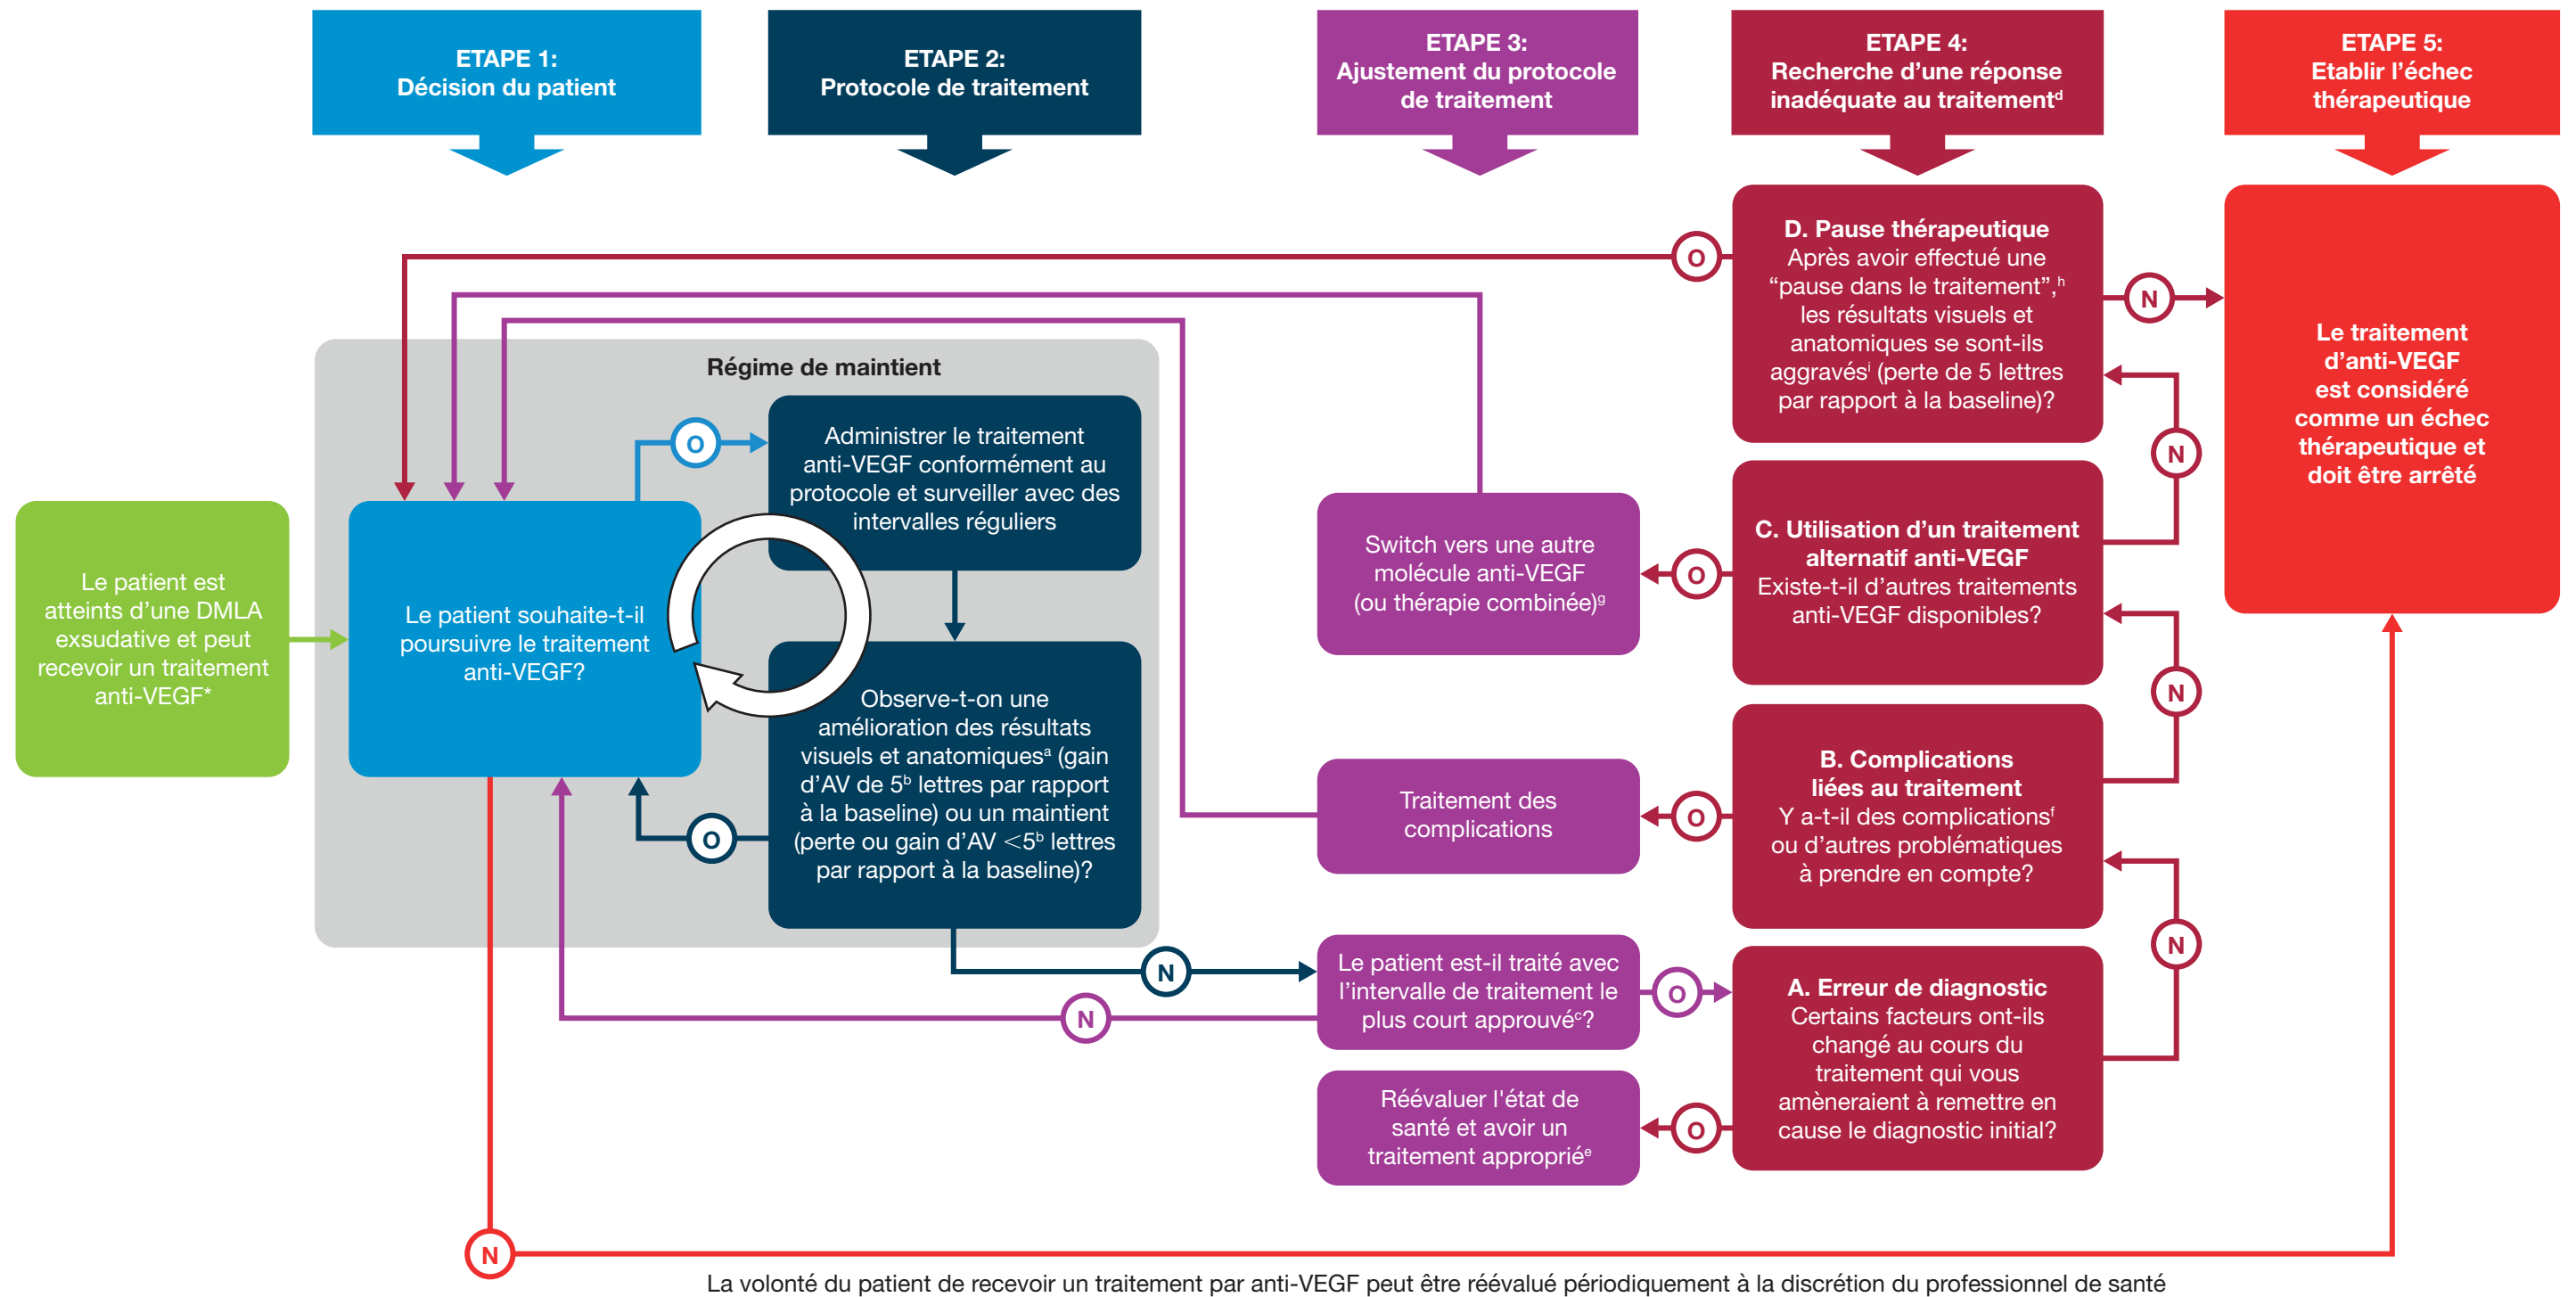 ETAPE 1:
Décision du patient
ETAPE 2:
Protocole de traitement
ETAPE 3:
Ajustement du protocole
de traitement
ETAPE 4:
Recherche d’une réponse
inadéquate au traitementᵈ
ETAPE 5:
Etablir l’échec
thérapeutique
Le patient est
atteints d’une DMLA
exsudative et peut
recevoir un traitement
anti-VEGF*
Régime de maintient
Le patient souhaite-t-il
poursuivre le traitement
anti-VEGF?
O
Administrer le traitement
anti-VEGF conformément au
protocole et surveiller avec des
intervalles réguliers
Observe-t-on une
amélioration des résultats
visuels et anatomiquesᵃ (gain
d’AV de 5ᵇ lettres par rapport
à la baseline) ou un maintient
(perte ou gain d’AV <5ᵇ lettres
par rapport à la baseline)?
O
N
N
Switch vers une autre
molécule anti-VEGF
(ou thérapie combinée)ᵍ
Traitement des
complications
Le patient est-il traité avec
l’intervalle de traitement le
plus court approuvéᶜ?
O
Réévaluer l'état de
santé et avoir un
traitement appropriéᵉ
O
D. Pause thérapeutique
Après avoir effectué une
“pause dans le traitement”,ʰ
les résultats visuels et
anatomiques se sont-ils
aggravésⁱ (perte de 5 lettres
par rapport à la baseline)?
N
N
O
C. Utilisation d’un traitement
alternatif anti-VEGF
Existe-t-il d’autres traitements
anti-VEGF disponibles?
N
O
B. Complications
liées au traitement
Y a-t-il des complicationsᶠ
ou d’autres problématiques
à prendre en compte?
N
O
A. Erreur de diagnostic
Certains facteurs ont-ils
changé au cours du
traitement qui vous
amèneraient à remettre en
cause le diagnostic initial?
Le traitement
d’anti-VEGF
est considéré
comme un échec
thérapeutique et
doit être arrêté
N
La volonté du patient de recevoir un traitement par anti-VEGF peut être réévalué périodiquement à la discrétion du professionnel de santé